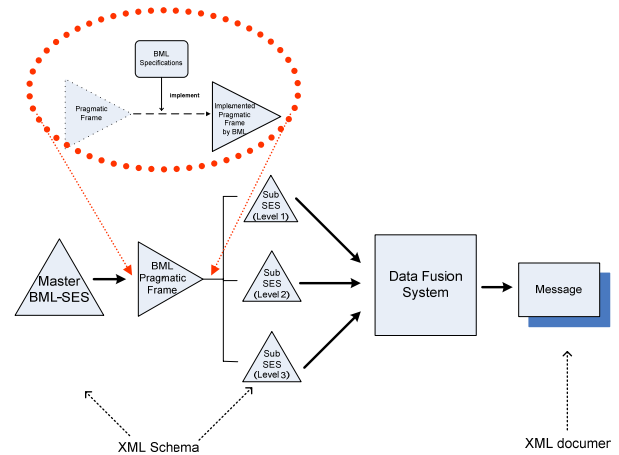 BML
Specifications
implement
Pragmatic
Frame
Implemented
Pragmatic
Frame
by BML
Sub
SES
(Level 1)
Master
BML-SES
BML
Pragmatic
Frame
Sub
SES
(Level 2)
Data Fusion
System
Message
Sub
SES
(Level 3)
XML Schema
XML documer